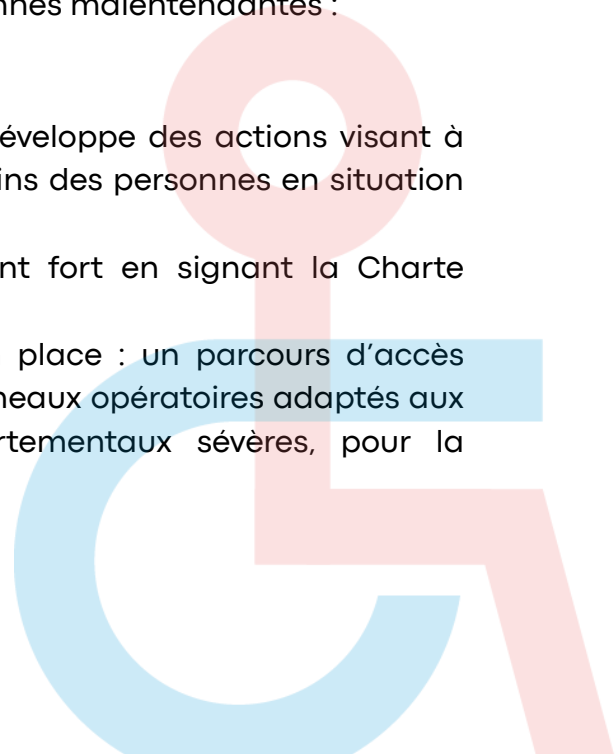 nnes malentendantes :
éveloppe des actions visant à
ins des personnes en situation
nt fort en signant la Charte
place : un parcours d’accès
neaux opératoires adaptés aux
rtementaux sévères, pour la